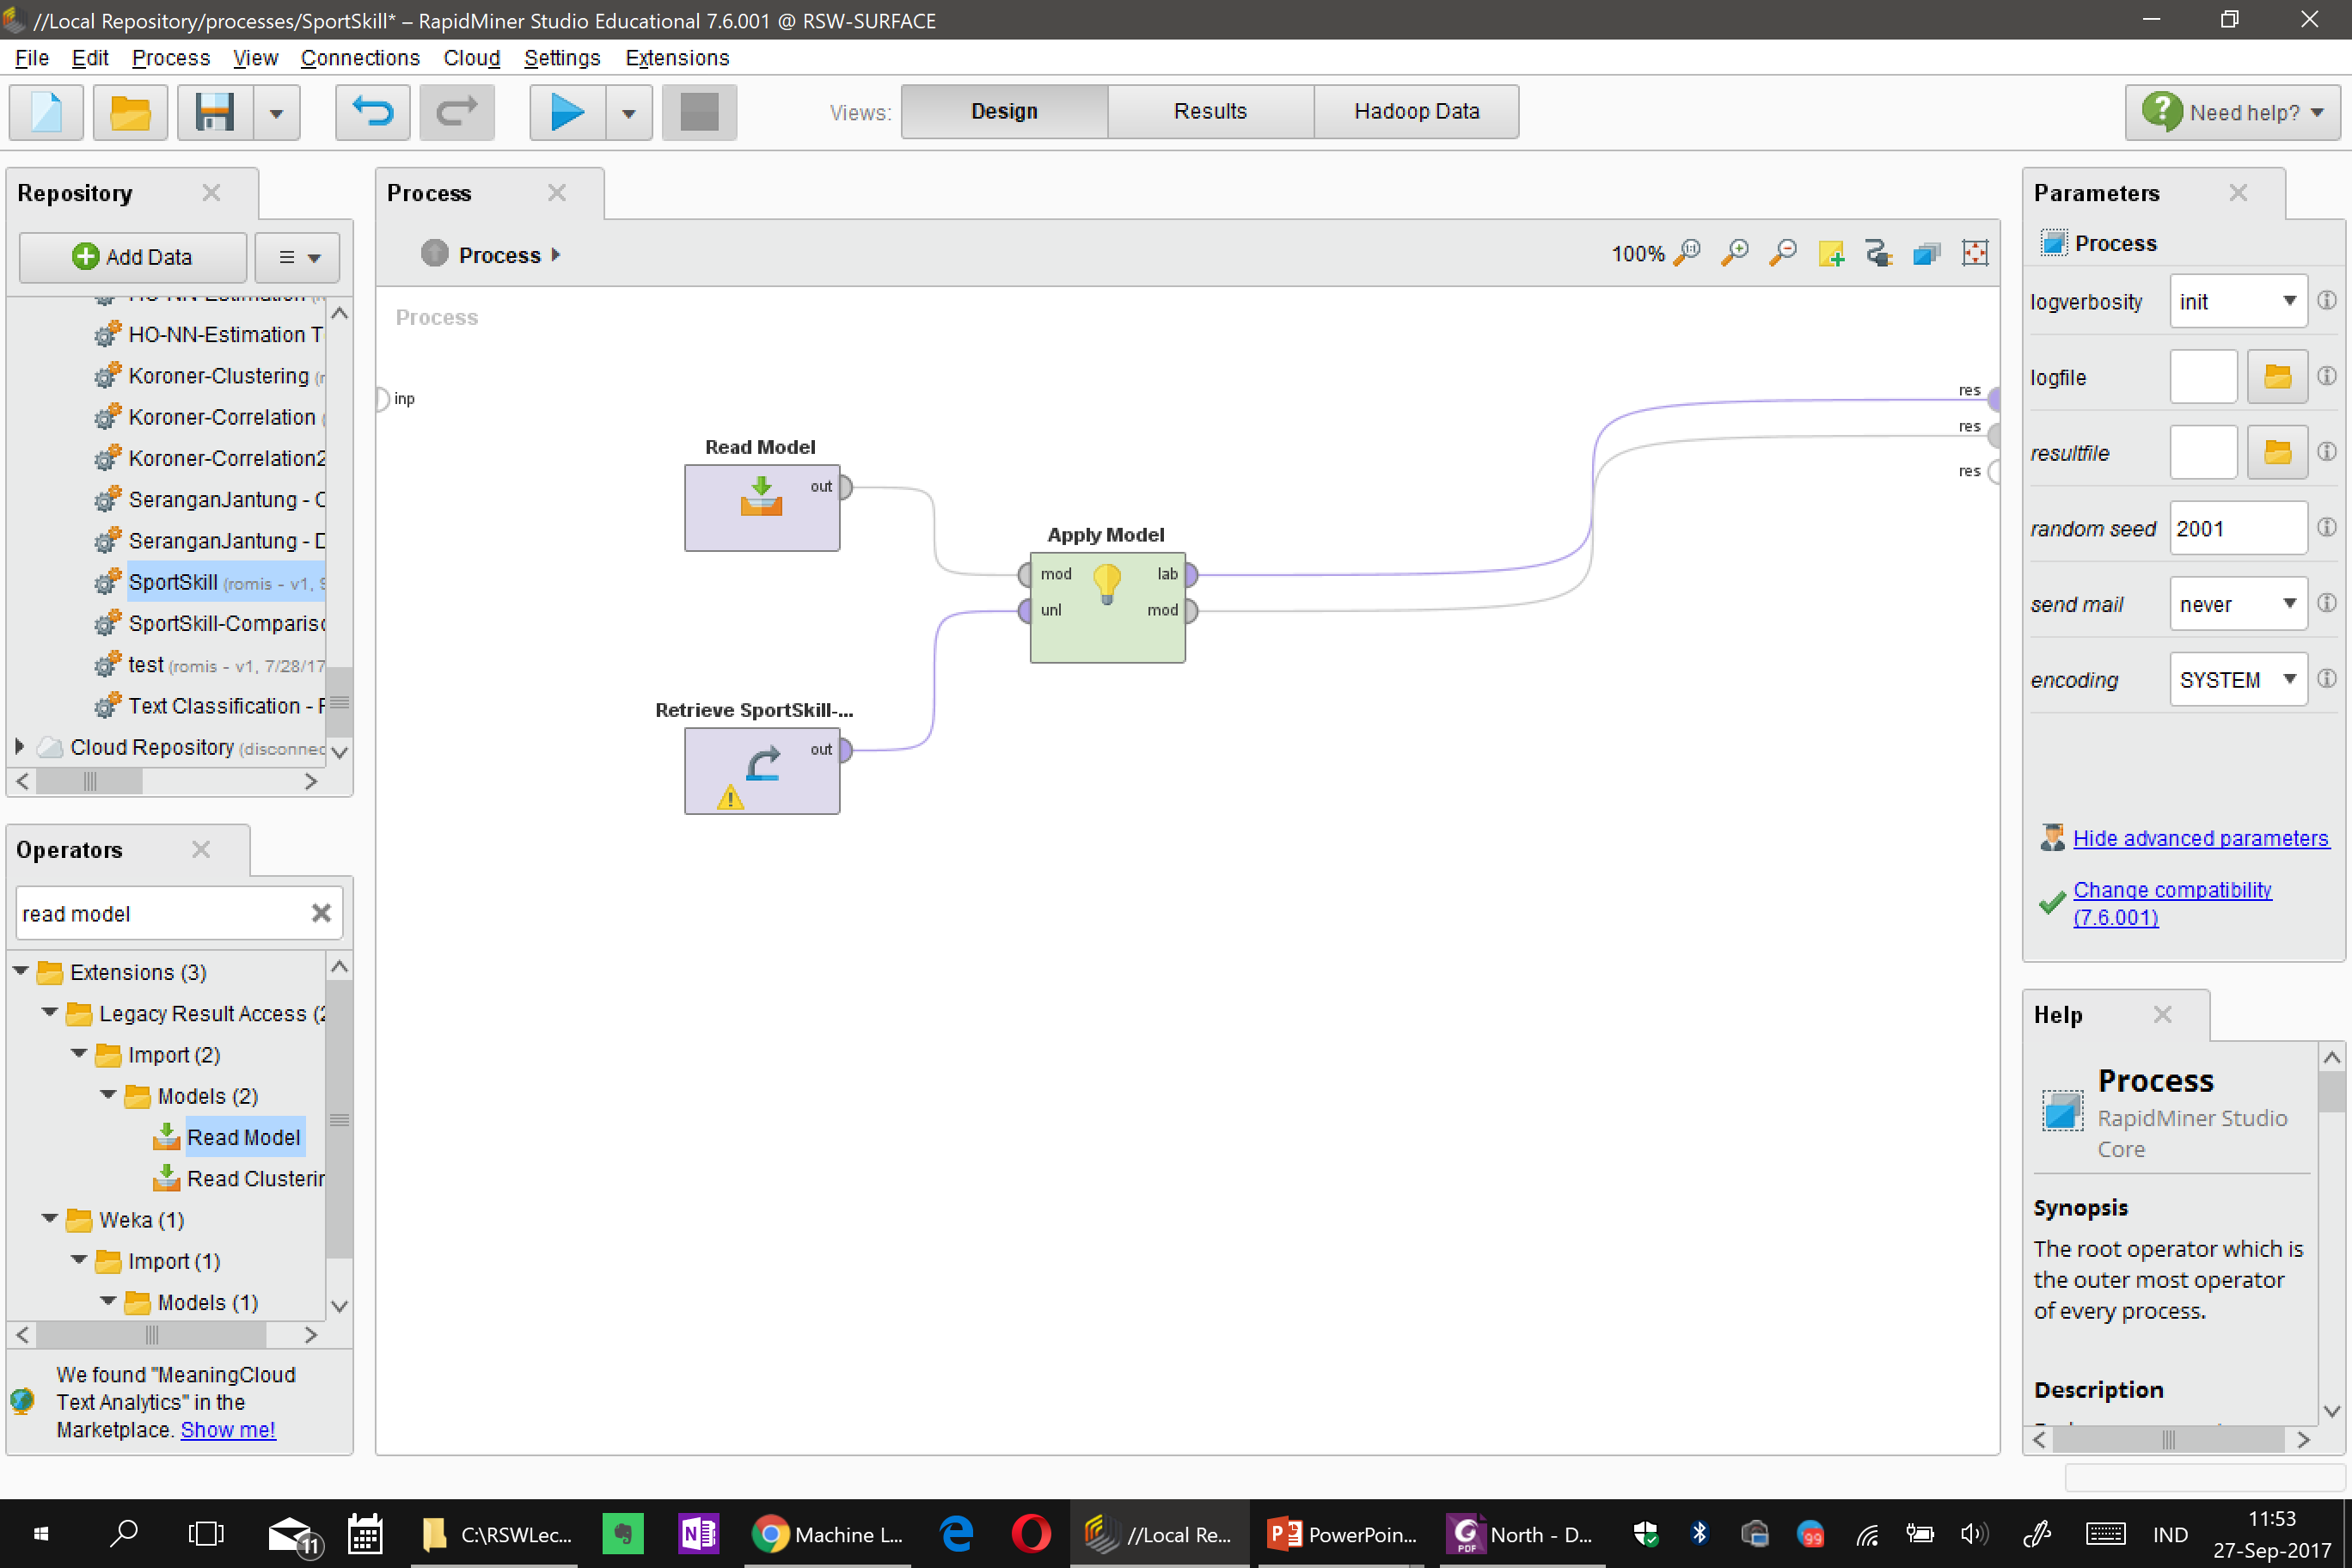 //Local Repository/processes/SportSkill* – RapidMiner Studio Educational 7.6.001 @ RSW-SURFACE
File Edit Process View Connections Cloud Settings Extensions
Views: Design Results Hadoop Data Need help?
Repository
Add Data
HO-NN-Estimation
HO-NN-Estimation T
Koroner-Clustering (r
Koroner-Correlation (
Koroner-Correlation2
SeranganJantung - C
SeranganJantung - D
SportSkill (romis - v1, 9
SportSkill-Comparisc
test (romis - v1, 7/28/17
Text Classification - F
Cloud Repository (disconnec
Operators
read model
Extensions (3)
Legacy Result Access (2
Import (2)
Models (2)
Read Model
Read Clusterin
Weka (1)
Import (1)
Models (1)
We found "MeaningCloud
Text Analytics" in the
Marketplace. Show me!
Process
Process
100%
Process
inp
res
res
res
Read Model
out
Apply Model
mod lab
unl mod
Retrieve SportSkill-...
out
Parameters
Process
logverbosity init
logfile
resultfile
random seed 2001
send mail never
encoding SYSTEM
Hide advanced parameters
Change compatibility
(7.6.001)
Help
Process
RapidMiner Studio
Core
Synopsis
The root operator which is
the outer most operator
of every process.
Description
11 C:\RSWLec... Machine L... //Local Re... PowerPoin... North - D... 99 IND 11:53
27-Sep-2017